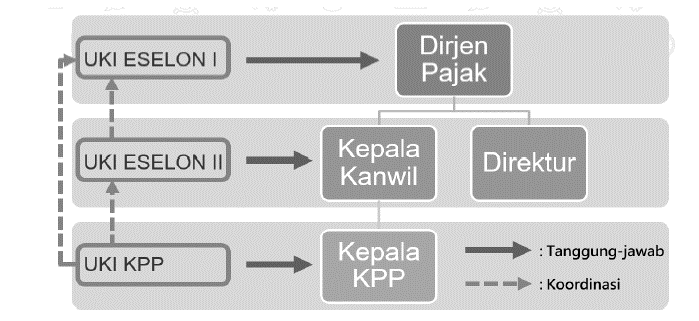 UKI ESELON I
Dirjen
Pajak
UKI ESELON II
Kepala
Kanwil
Direktur
UKI KPP
Kepala
KPP
: Tanggung-jawab
: Koordinasi